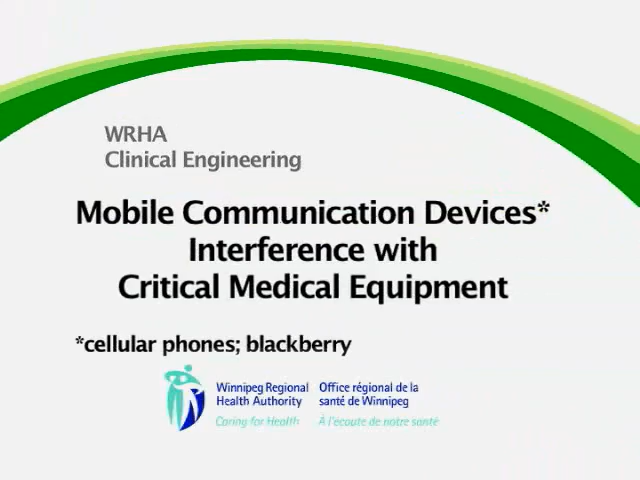 WRHA
Clinical Engineering
Mobile Communication Devices*
Interference with
Critical Medical Equipment
*cellular phones; blackberry
Winnipeg Regional
Health Authority
Caring for Health
Office régional de la
santé de Winnipeg
À l'écoute de notre santé